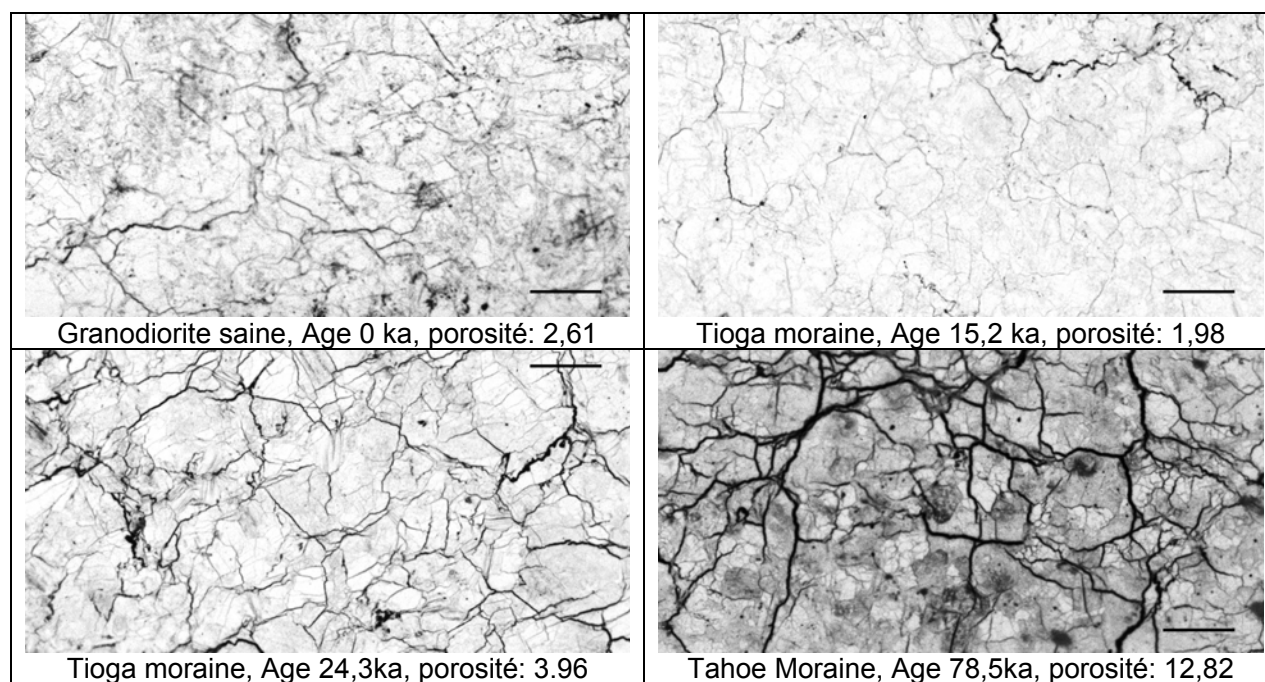 Granodiorite saine, Age 0 ka, porosité: 2,61
Tioga moraine, Age 15,2 ka, porosité: 1,98
Tioga moraine, Age 24,3ka, porosité: 3.96
Tahoe Moraine, Age 78,5ka, porosité: 12,82